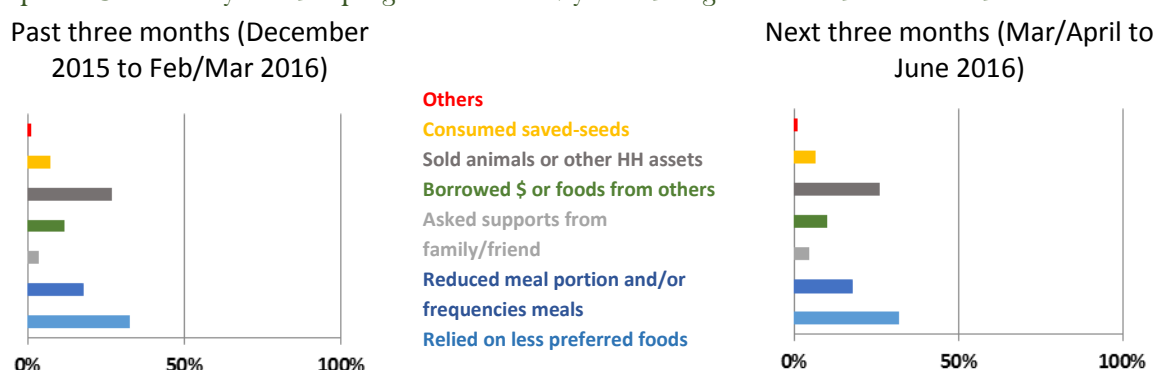 Past three months (December
2015 to Feb/Mar 2016)
0%
50%
100%
Others
Consumed saved-seeds
Sold animals or other HH assets
Borrowed $ or foods from others
Asked supports from
family/friend
Reduced meal portion and/or
frequencies meals
Relied on less preferred foods
Next three months (Mar/April to
June 2016)
0%
50%
100%